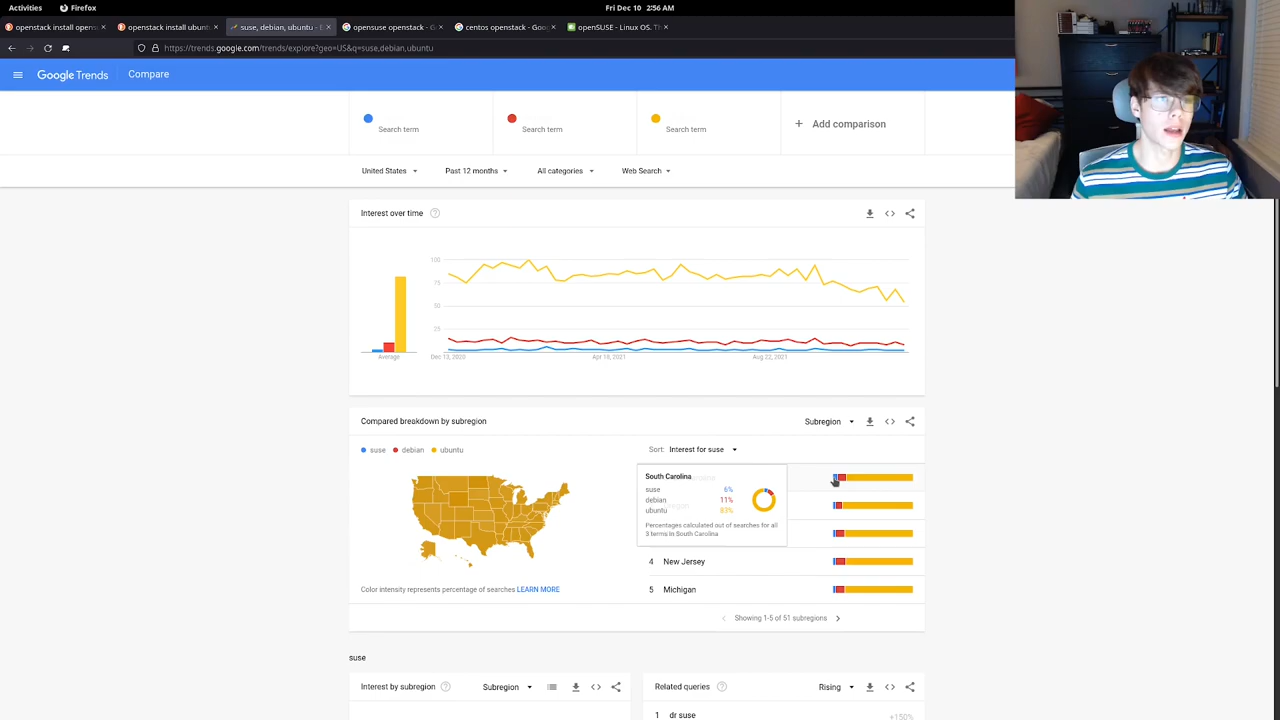 Activities
Firefox
Fri Dec 10 2:56 AM
openstack install opens
openstack install ubunt
suse, debian, ubuntu
opensuse openstack - G
centos openstack - Goog
openSUSE - Linux OS. Th
https://trends.google.com/trends/explore?geo=US&q=suse,debian,ubuntu
Google Trends
Compare
Search term
Search term
Search term
+ Add comparison
United States
Past 12 months
All categories
Web Search
Interest over time
100
75
50
25
Average
Dec 13, 2020
Apr 18, 2021
Aug 22, 2021
Compared breakdown by subregion
Subregion
suse
debian
ubuntu
Sort: Interest for suse
South Carolina
suse 6%
debian 11%
ubuntu 83%
Percentages calculated out of searches for all
3 terms in South Carolina
4 New Jersey
5 Michigan
Color intensity represents percentage of searches LEARN MORE
Showing 1-5 of 51 subregions
suse
Interest by subregion
Subregion
Related queries
Rising
1 dr suse
+150%